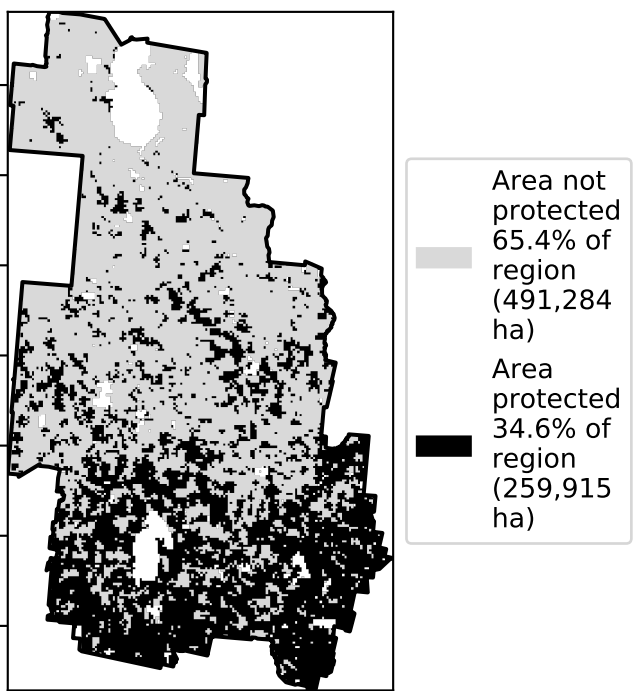 Area not
protected
65.4% of
region
(491,284
ha)
Area
protected
34.6% of
region
(259,915
ha)